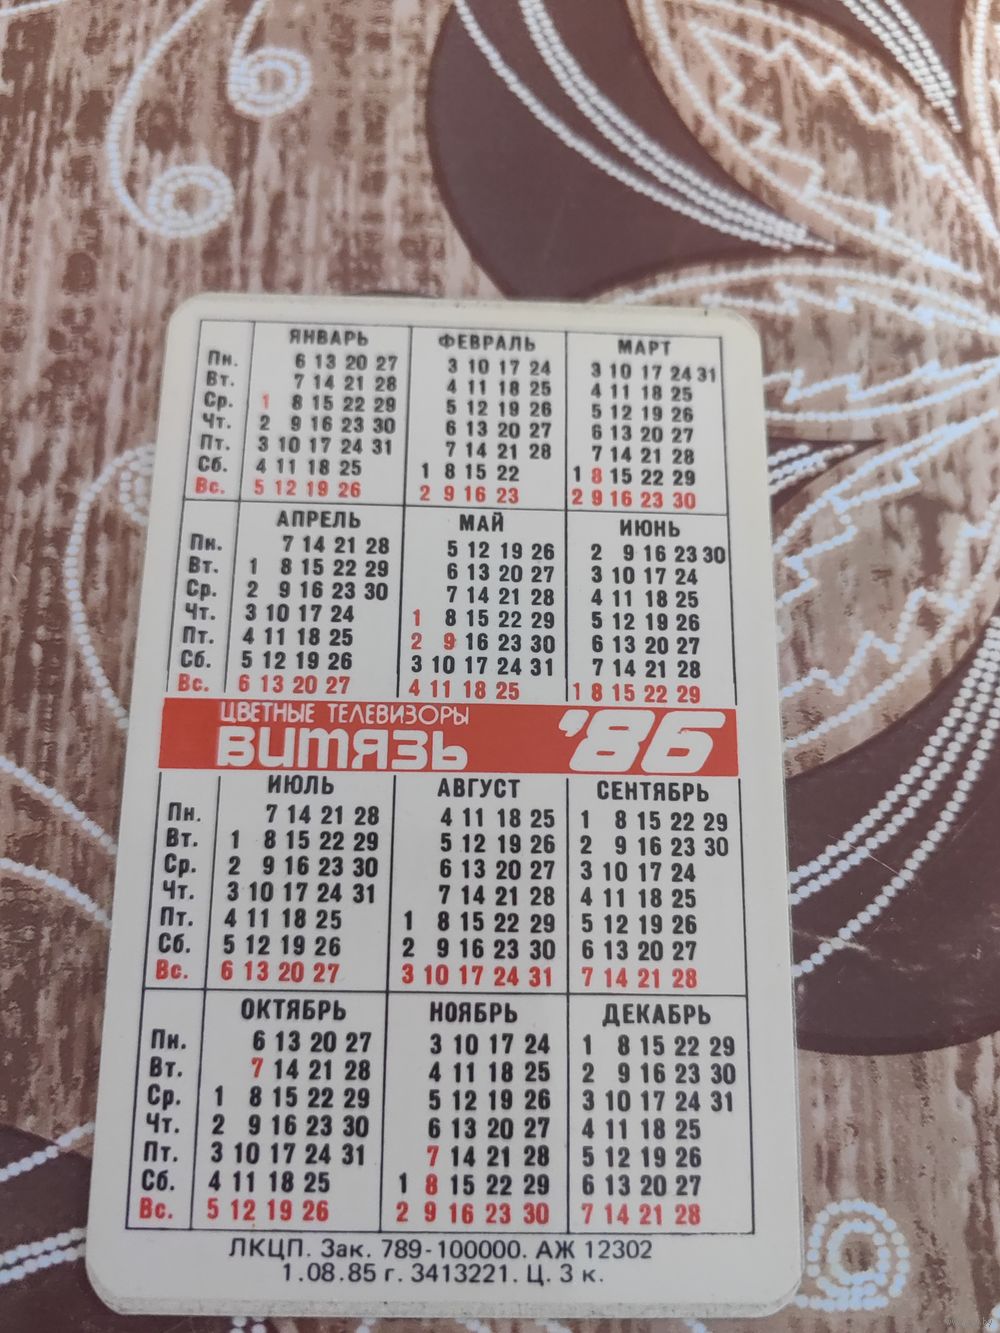 ЯНВАРЬ ФЕВРАЛЬ МАРТ
Пн. 6 13 20 27 3 10 17 24 3 10 17 24 31
Вт. 7 14 21 28 4 11 18 25 4 11 18 25
Ср. 1 8 15 22 29 5 12 19 26 5 12 19 26
Чт. 2 9 16 23 30 6 13 20 27 6 13 20 27
Пт. 3 10 17 24 31 7 14 21 28 7 14 21 28
Сб. 4 11 18 25 1 8 15 22 1 8 15 22 29
Вс. 5 12 19 26 2 9 16 23 2 9 16 23 30
АПРЕЛЬ МАЙ ИЮНЬ
Пн. 7 14 21 28 5 12 19 26 2 9 16 23 30
Вт. 1 8 15 22 29 6 13 20 27 3 10 17 24
Ср. 2 9 16 23 30 7 14 21 28 4 11 18 25
Чт. 3 10 17 24 1 8 15 22 29 5 12 19 26
Пт. 4 11 18 25 2 9 16 23 30 6 13 20 27
Сб. 5 12 19 26 3 10 17 24 31 7 14 21 28
Вс. 6 13 20 27 4 11 18 25 1 8 15 22 29
ЦВЕТНЫЕ ТЕЛЕВИЗОРЫ
ВИТЯЗЬ '86
ИЮЛЬ АВГУСТ СЕНТЯБРЬ
Пн. 7 14 21 28 4 11 18 25 1 8 15 22 29
Вт. 1 8 15 22 29 5 12 19 26 2 9 16 23 30
Ср. 2 9 16 23 30 6 13 20 27 3 10 17 24
Чт. 3 10 17 24 31 7 14 21 28 4 11 18 25
Пт. 4 11 18 25 1 8 15 22 29 5 12 19 26
Сб. 5 12 19 26 2 9 16 23 30 6 13 20 27
Вс. 6 13 20 27 3 10 17 24 31 7 14 21 28
ОКТЯБРЬ НОЯБРЬ ДЕКАБРЬ
Пн. 6 13 20 27 3 10 17 24 1 8 15 22 29
Вт. 7 14 21 28 4 11 18 25 2 9 16 23 30
Ср. 1 8 15 22 29 5 12 19 26 3 10 17 24 31
Чт. 2 9 16 23 30 6 13 20 27 4 11 18 25
Пт. 3 10 17 24 31 7 14 21 28 5 12 19 26
Сб. 4 11 18 25 1 8 15 22 29 6 13 20 27
Вс. 5 12 19 26 2 9 16 23 30 7 14 21 28
ЛКЦП. Зак. 789-100000. АЖ 12302
1.08.85 г. 3413221. Ц. 3 к.